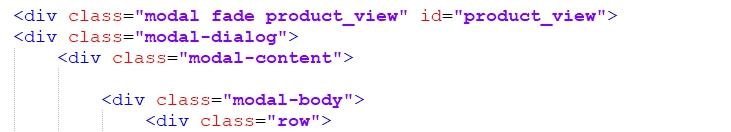 <div class="modal fade product_view" id="product_view">
<div class="modal-dialog">
<div class="modal-content">
<div class="modal-body">
<div class="row">